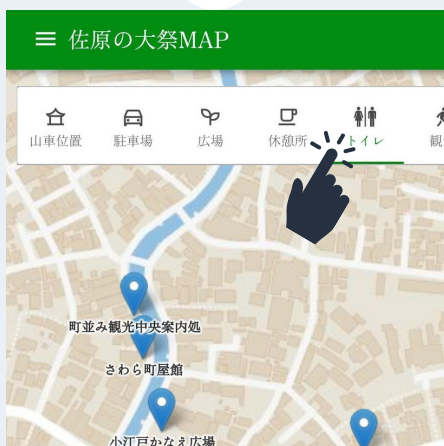 佐原の大祭MAP
山車位置 駐車場 広場 休憩所 トイレ 観
町並み観光中央案内処
さわら町屋館
小江戸かなえ広場